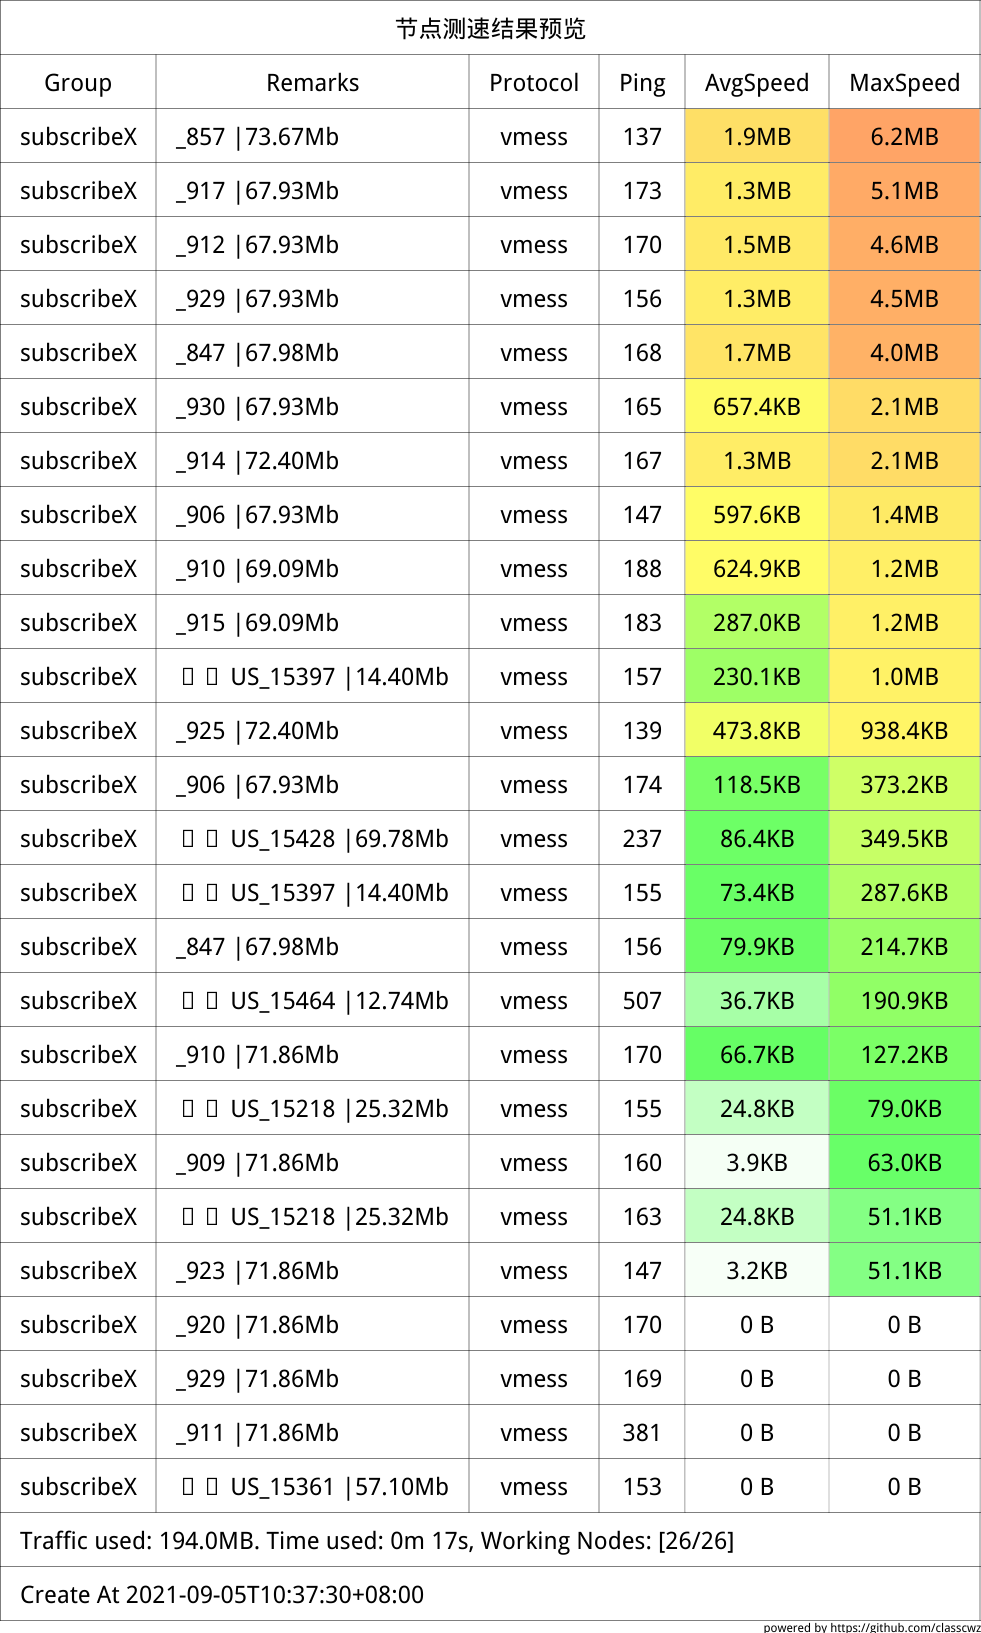 节点测速结果预览
Group Remarks Protocol Ping AvgSpeed MaxSpeed
subscribeX _857 |73.67Mb vmess 137 1.9MB 6.2MB
subscribeX _917 |67.93Mb vmess 173 1.3MB 5.1MB
subscribeX _912 |67.93Mb vmess 170 1.5MB 4.6MB
subscribeX _929 |67.93Mb vmess 156 1.3MB 4.5MB
subscribeX _847 |67.98Mb vmess 168 1.7MB 4.0MB
subscribeX _930 |67.93Mb vmess 165 657.4KB 2.1MB
subscribeX _914 |72.40Mb vmess 167 1.3MB 2.1MB
subscribeX _906 |67.93Mb vmess 147 597.6KB 1.4MB
subscribeX _910 |69.09Mb vmess 188 624.9KB 1.2MB
subscribeX _915 |69.09Mb vmess 183 287.0KB 1.2MB
subscribeX US_15397 |14.40Mb vmess 157 230.1KB 1.0MB
subscribeX _925 |72.40Mb vmess 139 473.8KB 938.4KB
subscribeX _906 |67.93Mb vmess 174 118.5KB 373.2KB
subscribeX US_15428 |69.78Mb vmess 237 86.4KB 349.5KB
subscribeX US_15397 |14.40Mb vmess 155 73.4KB 287.6KB
subscribeX _847 |67.98Mb vmess 156 79.9KB 214.7KB
subscribeX US_15464 |12.74Mb vmess 507 36.7KB 190.9KB
subscribeX _910 |71.86Mb vmess 170 66.7KB 127.2KB
subscribeX US_15218 |25.32Mb vmess 155 24.8KB 79.0KB
subscribeX _909 |71.86Mb vmess 160 3.9KB 63.0KB
subscribeX US_15218 |25.32Mb vmess 163 24.8KB 51.1KB
subscribeX _923 |71.86Mb vmess 147 3.2KB 51.1KB
subscribeX _920 |71.86Mb vmess 170 0 B 0 B
subscribeX _929 |71.86Mb vmess 169 0 B 0 B
subscribeX _911 |71.86Mb vmess 381 0 B 0 B
subscribeX US_15361 |57.10Mb vmess 153 0 B 0 B
Traffic used: 194.0MB. Time used: 0m 17s, Working Nodes: [26/26]
Create At 2021-09-05T10:37:30+08:00
powered by https://github.com/classcwz